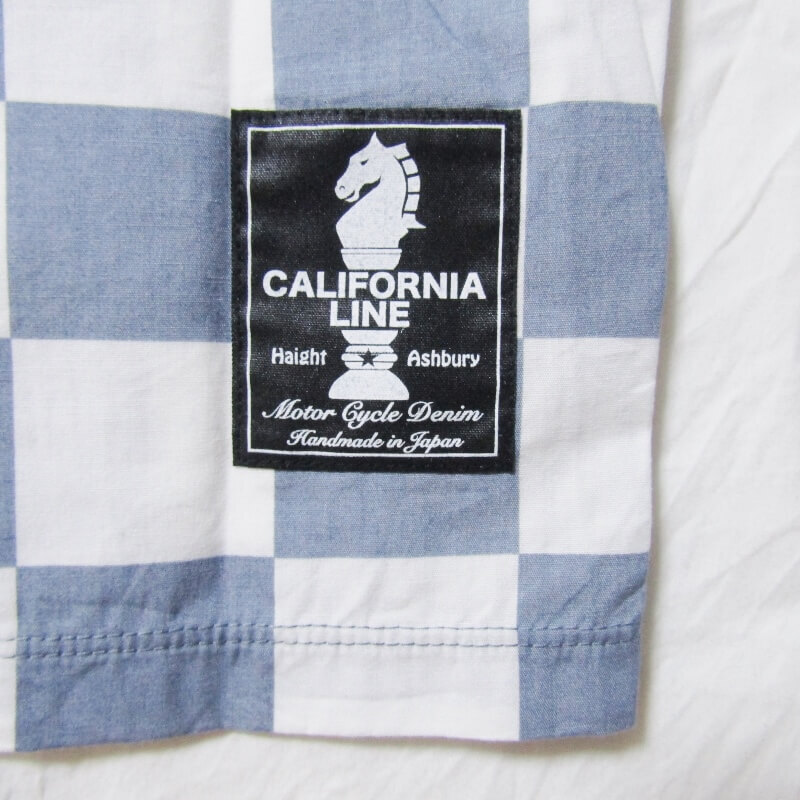 CALIFORNIA
LINE
Haight Ashbury
Motor Cycle Denim
Handmade in Japan